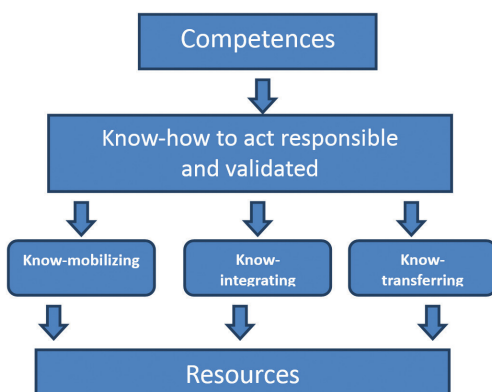 Competences
Know-how to act responsible
and validated
Know-mobilizing
Know-
integrating
Know-
transferring
Resources